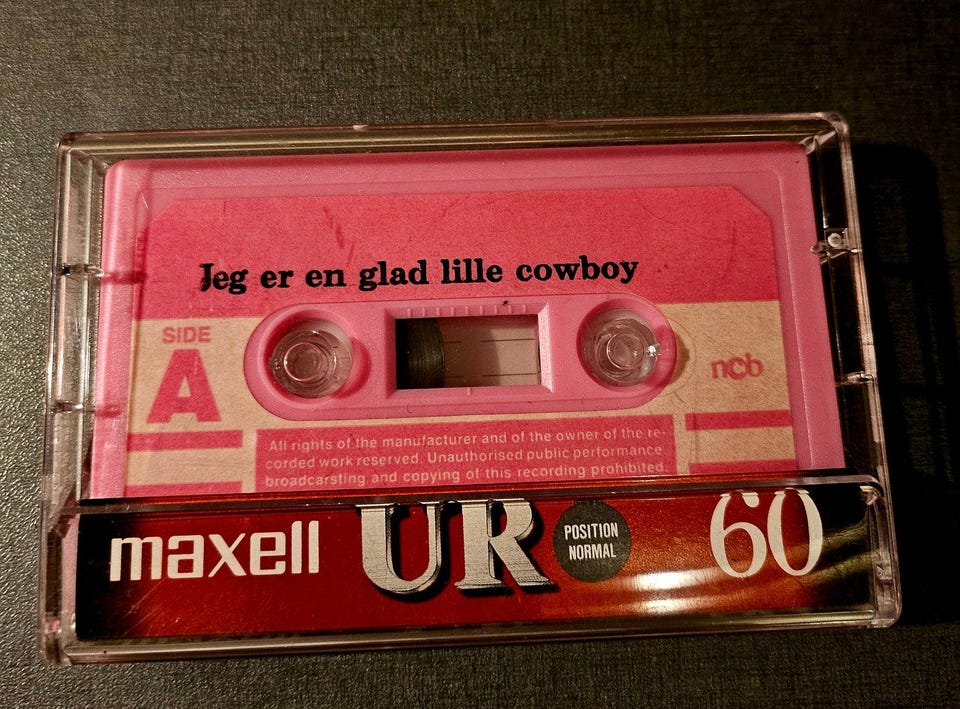 Jeg er en glad lille cowboy
SIDE
A
ncb
All rights of the manufacturer and of the owner of the re-
corded work reserved. Unauthorised public performance
broadcarsting and copying of this recording prohibited.
maxell UR POSITION NORMAL 60